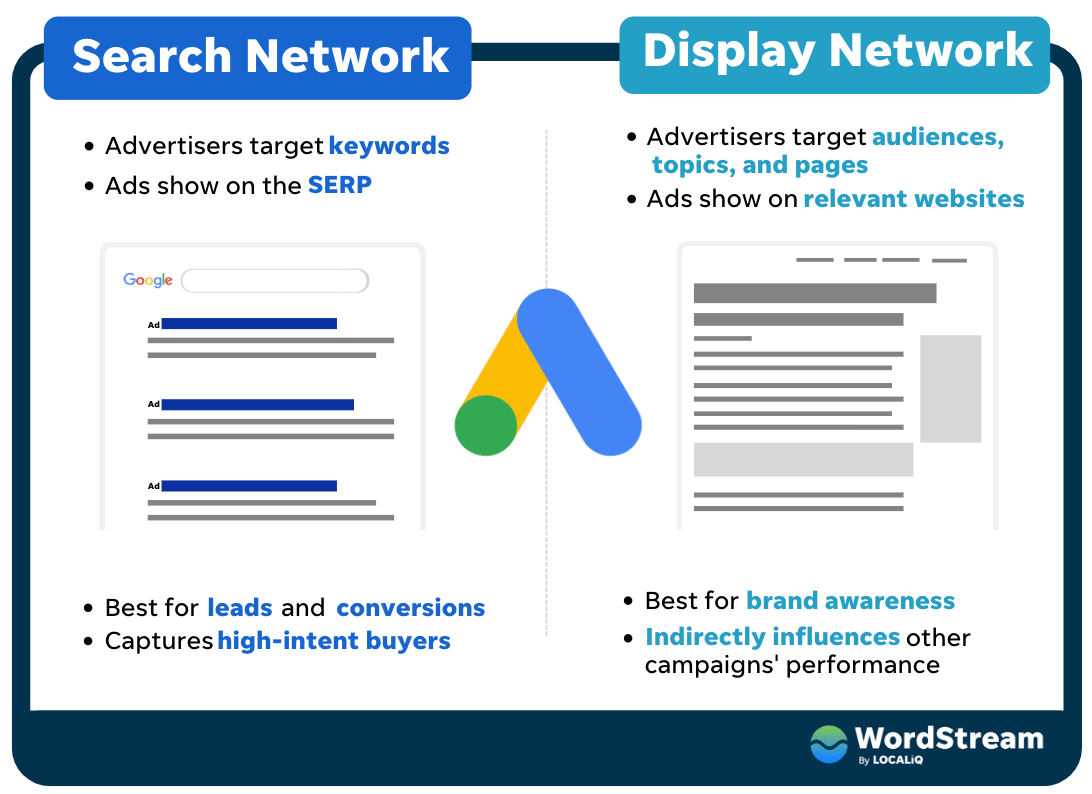 Search Network
• Advertisers target keywords
• Ads show on the SERP
Google
Ad
Ad
Ad
• Best for leads and conversions
• Captures high-intent buyers
Display Network
• Advertisers target audiences,
topics, and pages
• Ads show on relevant websites
• Best for brand awareness
• Indirectly influences other
campaigns' performance
WordStream
By LOCALiQ